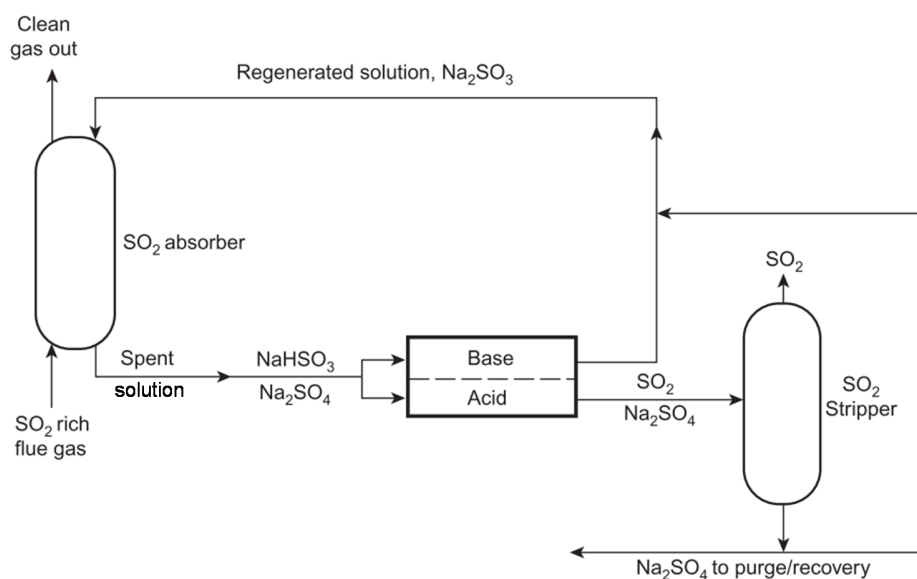 Clean
gas out
Regenerated solution, Na₂SO₃
SO₂ absorber
SO₂
Spent
solution
NaHSO₃
Na₂SO₄
Base
Acid
SO₂
Na₂SO₄
SO₂
Stripper
SO₂ rich
flue gas
Na₂SO₄ to purge/recovery